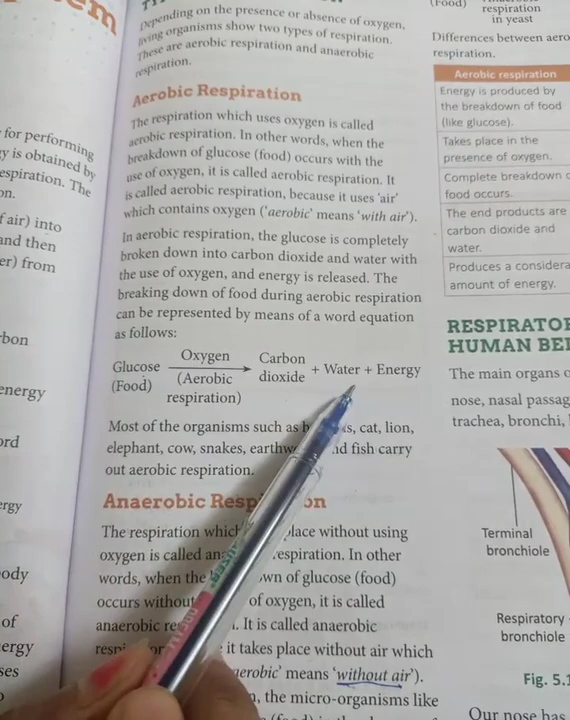 em
for performing
y is obtained by
espiration. The
on.
f air) into
and then
er) from
rbon
energy
ord
rgy
ody
of
ergy
ses
Depending on the presence or absence of oxygen,
living organisms show two types of respiration.
These are aerobic respiration and anaerobic
respiration.
Aerobic Respiration
The respiration which uses oxygen is called
aerobic respiration. In other words, when the
breakdown of glucose (food) occurs with the
use of oxygen, it is called aerobic respiration. It
is called aerobic respiration, because it uses 'air'
which contains oxygen ('aerobic' means 'with air').
In aerobic respiration, the glucose is completely
broken down into carbon dioxide and water with
the use of oxygen, and energy is released. The
breaking down of food during aerobic respiration
can be represented by means of a word equation
as follows:
Glucose (Food) Oxygen (Aerobic respiration) → Carbon dioxide + Water + Energy
Most of the organisms such as s, cat, lion,
elephant, cow, snakes, earthw nd fish carry
out aerobic respiration.
Anaerobic Resp on
The respiration which place without using
oxygen is called ana espiration. In other
words, when the wn of glucose (food)
occurs without of oxygen, it is called
anaerobic re . It is called anaerobic
respi it takes place without air which
aerobic' means 'without air').
, the micro-organisms like
(Food)
respiration
in yeast
Differences between aero
respiration.
Aerobic respiration
Energy is produced by
the breakdown of food
(like glucose).
Takes place in the
presence of oxygen.
Complete breakdown o
food occurs.
The end products are
carbon dioxide and
water.
Produces a considera
amount of energy.
RESPIRATOR
HUMAN BEI
The main organs o
nose, nasal passag
trachea, bronchi,
Terminal
bronchiole
Respiratory
bronchiole
Fig. 5.1
Our nose has